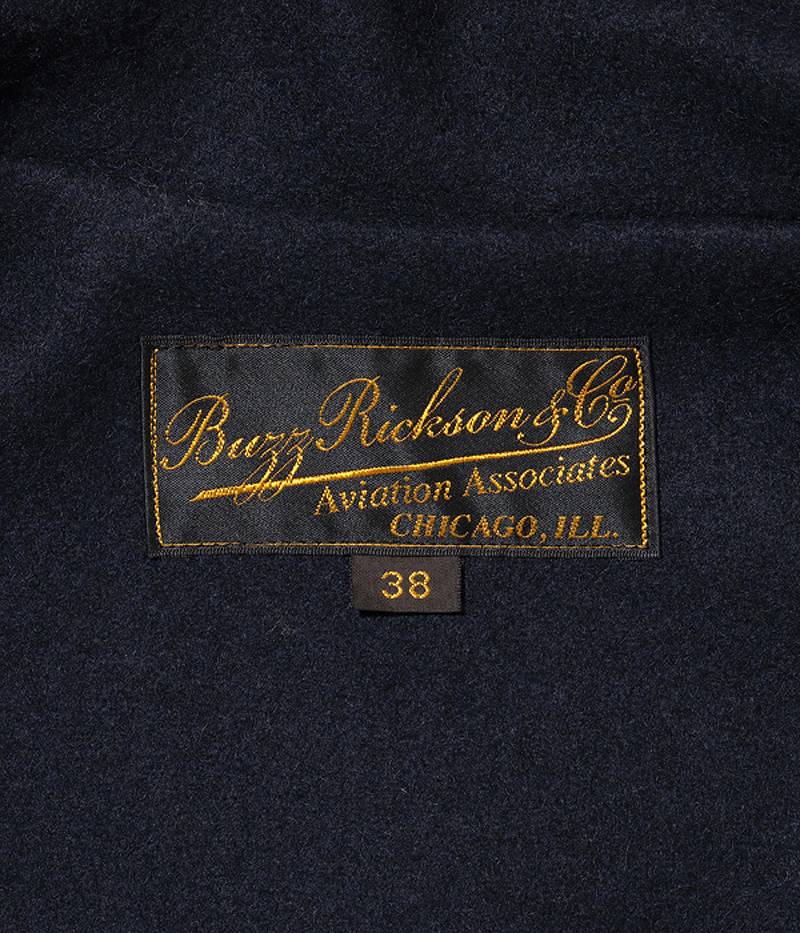 Buzz Rickson & Co
Aviation Associates
CHICAGO, ILL.
38